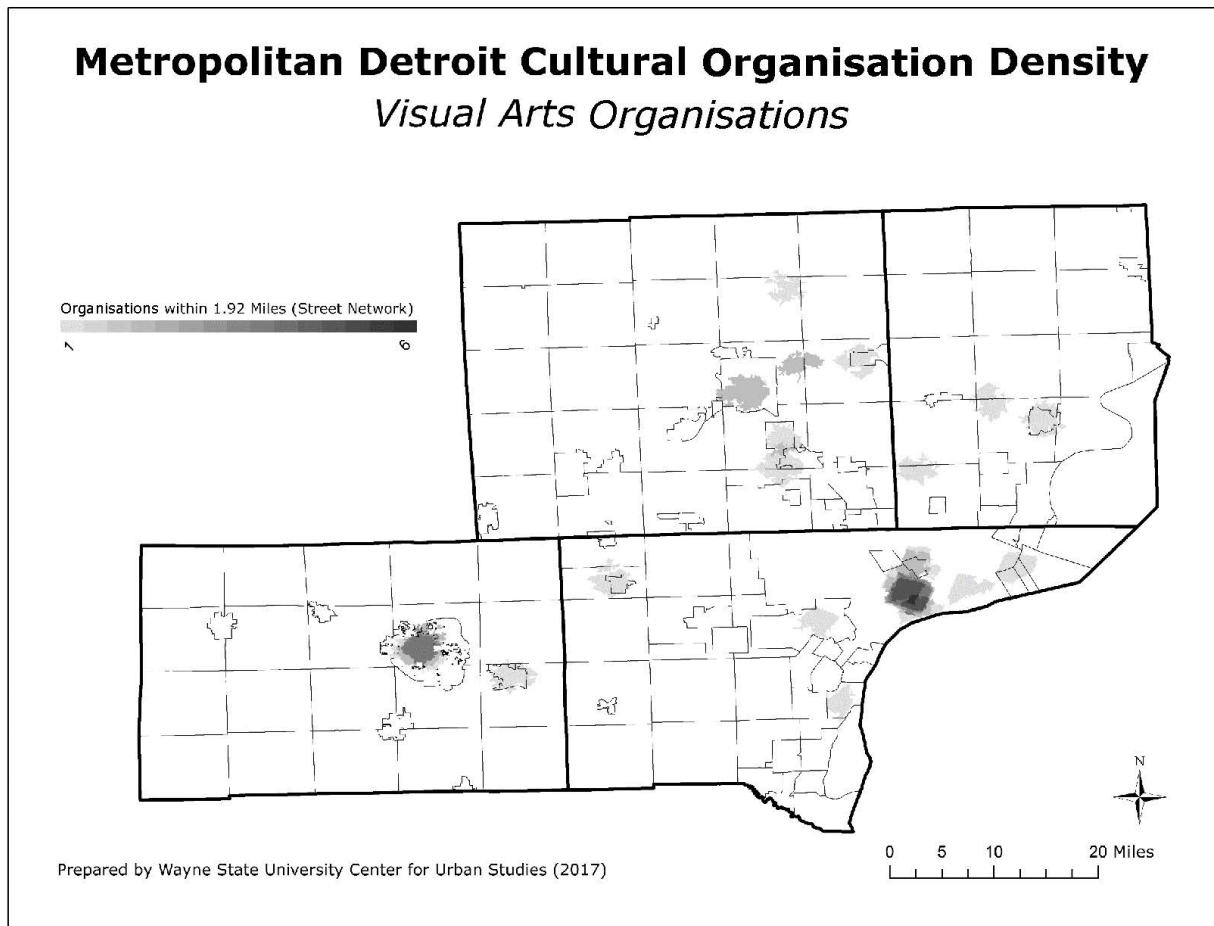 Metropolitan Detroit Cultural Organisation Density
Visual Arts Organisations
Organisations within 1.92 Miles (Street Network)
1 6
N
0 5 10 20 Miles
Prepared by Wayne State University Center for Urban Studies (2017)